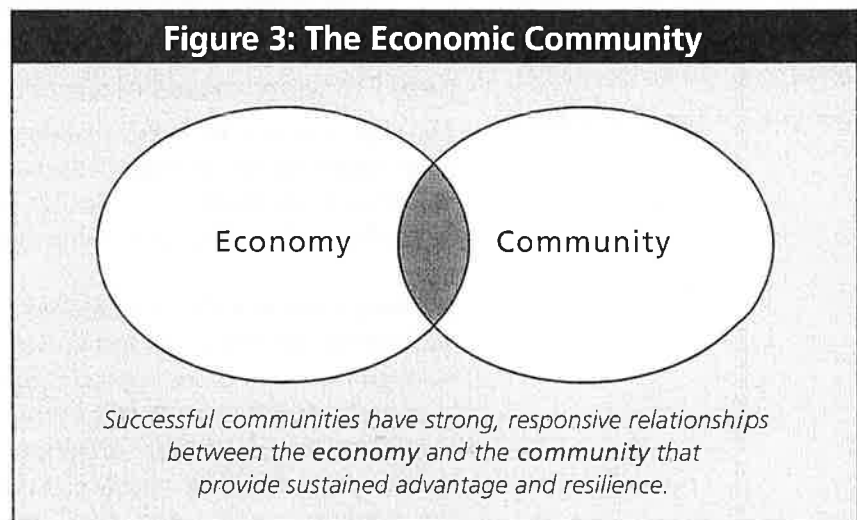 Figure 3: The Economic Community
Economy
Community
Successful communities have strong, responsive relationships
between the economy and the community that
provide sustained advantage and resilience.